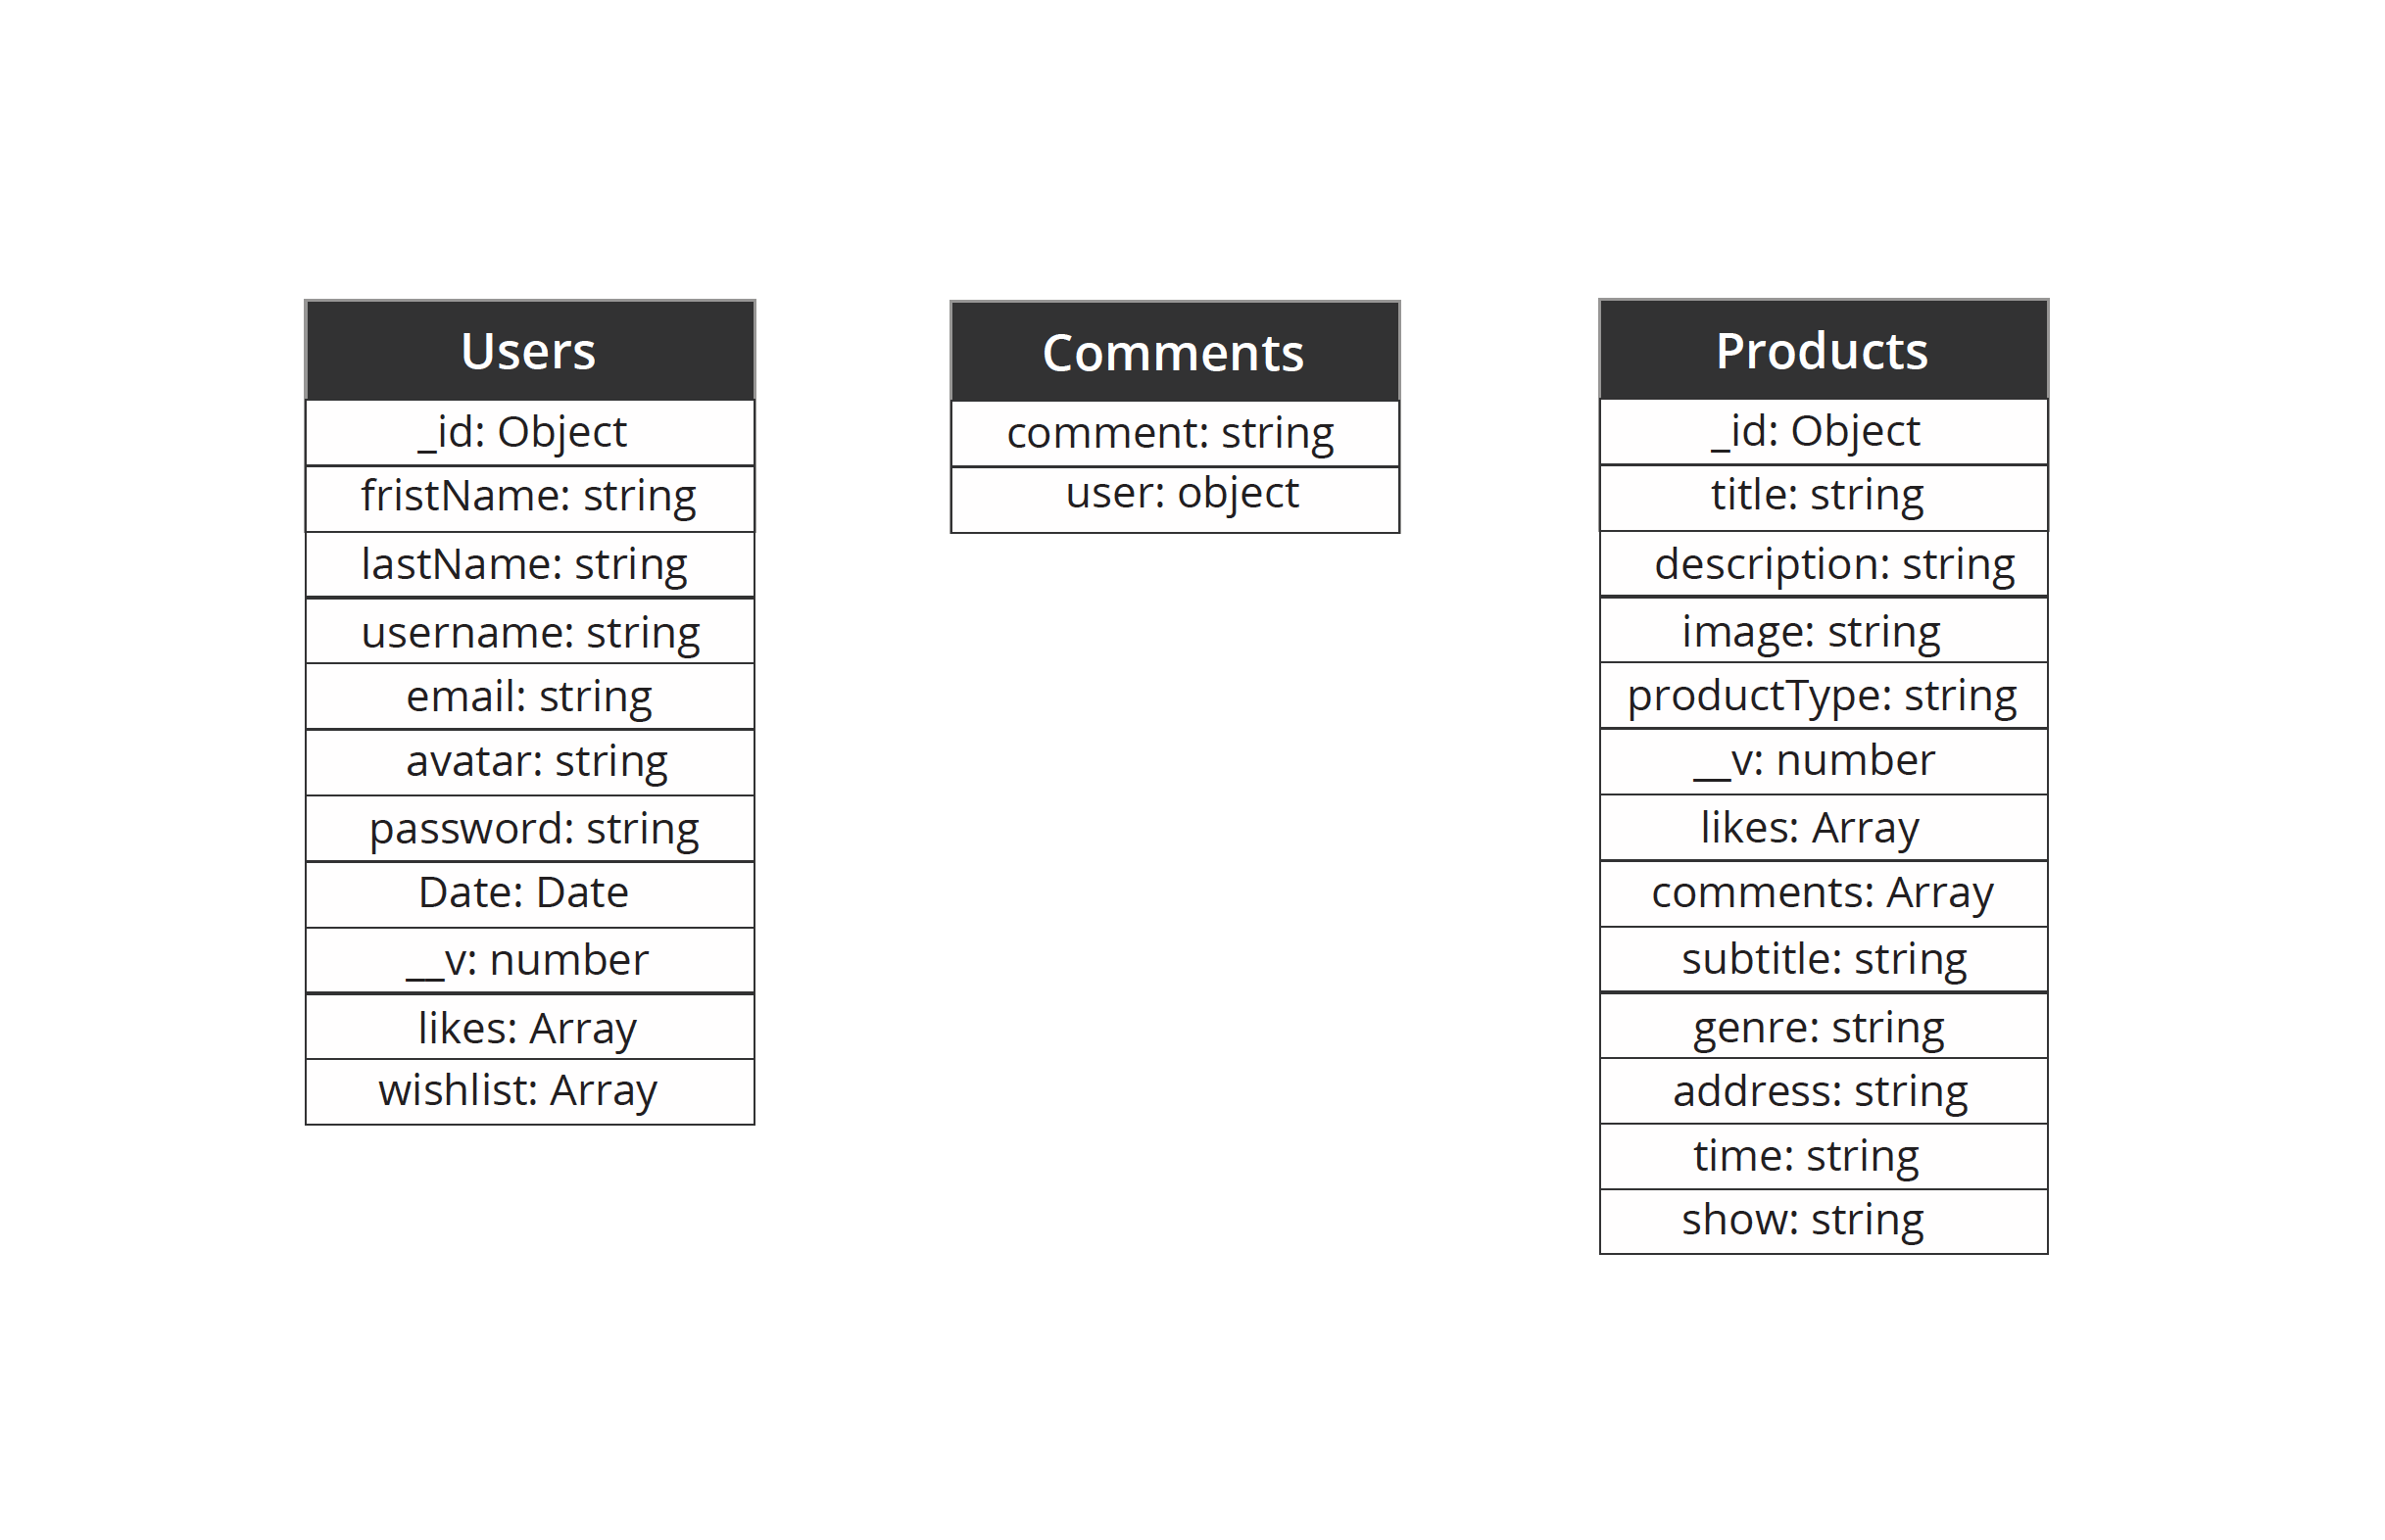 Users
_id: Object
fristName: string
lastName: string
username: string
email: string
avatar: string
password: string
Date: Date
__v: number
likes: Array
wishlist: Array
Comments
comment: string
user: object
Products
_id: Object
title: string
description: string
image: string
productType: string
__v: number
likes: Array
comments: Array
subtitle: string
genre: string
address: string
time: string
show: string